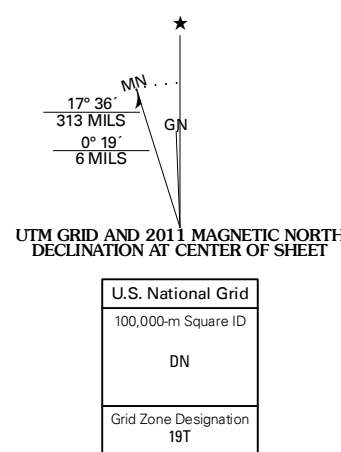 ★
MN
17° 36´
313 MILS
GN
0° 19´
6 MILS
UTM GRID AND 2011 MAGNETIC NORTH
DECLINATION AT CENTER OF SHEET
U.S. National Grid
100,000-m Square ID
DN
Grid Zone Designation
19T